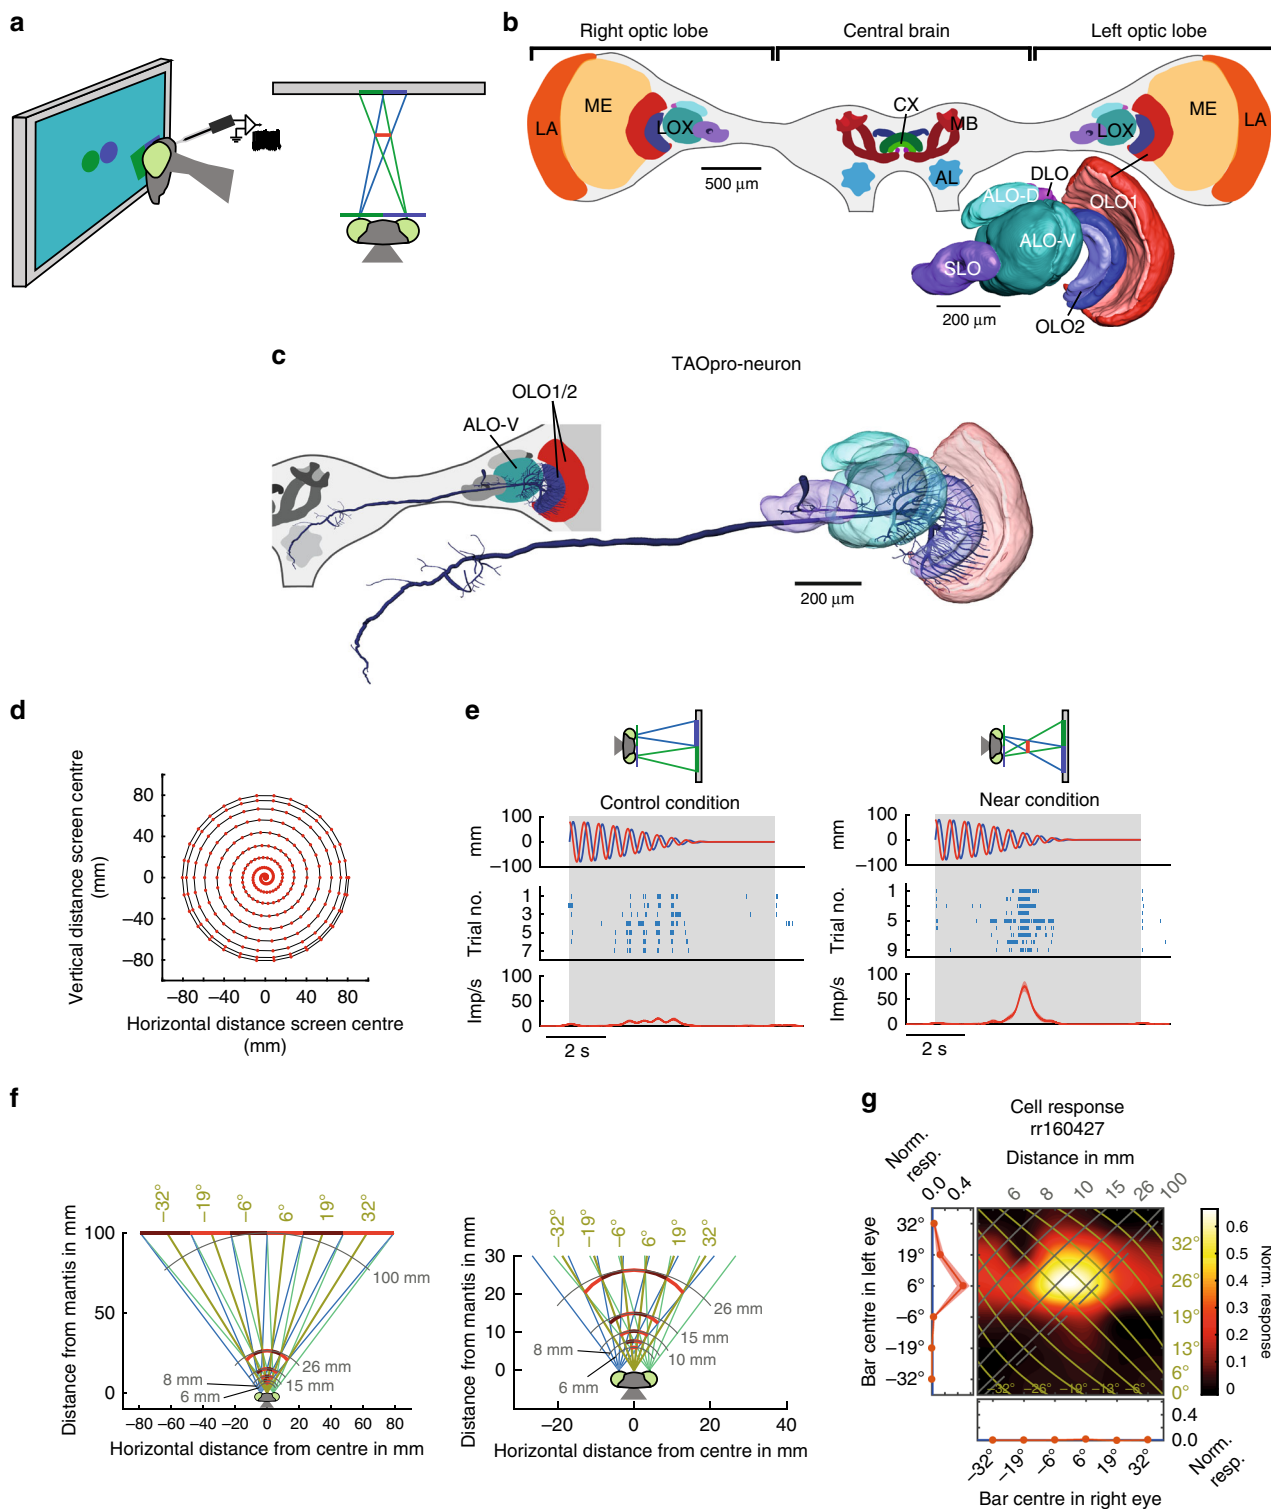 a
b
Right optic lobe
Central brain
Left optic lobe
LA
ME
LOX
CX
MB
AL
LOX
ME
LA
500 µm
DLO
ALO-D
OLO1
ALO-V
SLO
200 µm
OLO2
c
TAOpro-neuron
OLO1/2
ALO-V
200 µm
d
Vertical distance screen centre
(mm)
80
40
0
−40
−80
−80 −40 0 40 80
Horizontal distance screen centre
(mm)
e
Control condition
mm
100
0
−100
Trial no.
1
3
5
7
Imp/s
100
50
0
2 s
Near condition
mm
100
0
−100
Trial no.
1
5
9
Imp/s
100
50
0
2 s
f
−32°
−19°
−6°
6°
19°
32°
Distance from mantis in mm
100
50
0
100 mm
26 mm
15 mm
8 mm
6 mm
−80 −60 −40 −20 0 20 40 60 80
Horizontal distance from centre in mm
−32°
−19°
−6°
6°
19°
32°
Distance from mantis in mm
30
20
10
0
26 mm
15 mm
10 mm
8 mm
6 mm
−20 0 20 40
Horizontal distance from centre in mm
g
Cell response
rr160427
Norm.
resp.
0.0 0.4
Distance in mm
6 8 10 15 26 100
Bar centre in left eye
32°
19°
6°
−6°
−19°
−32°
32°
26°
19°
13°
6°
0°
−32° −26° −19° −13° −6°
0.6
0.5
0.4
0.3
0.2
0.1
0
Norm. response
0.4
0.0
Norm.
resp.
−32° −19° −6° 6° 19° 32°
Bar centre in right eye